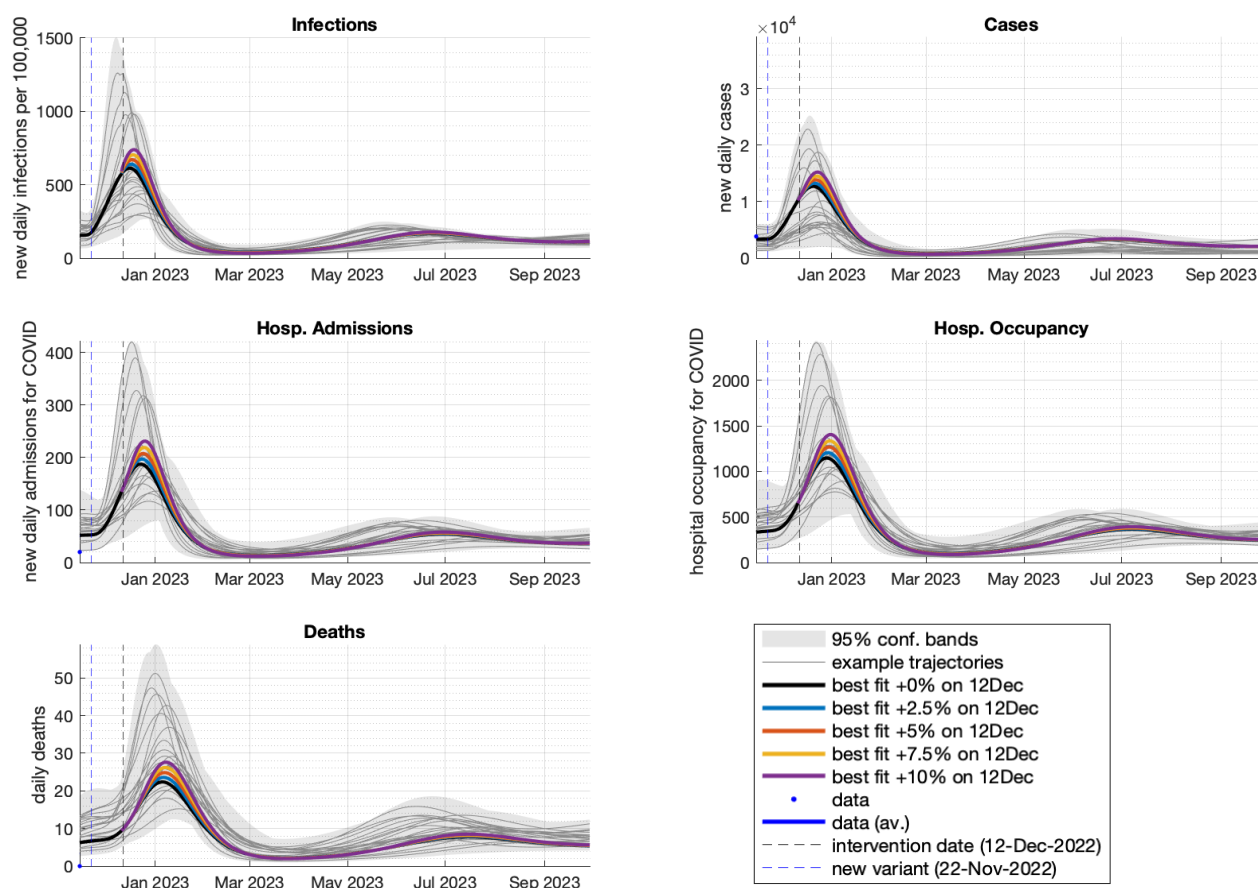 Infections
new daily infections per 100,000
1500
1000
500
0
Jan 2023 Mar 2023 May 2023 Jul 2023 Sep 2023
Cases
×10⁴
new daily cases
3
2
1
0
Jan 2023 Mar 2023 May 2023 Jul 2023 Sep 2023
Hosp. Admissions
new daily admissions for COVID
400
300
200
100
0
Jan 2023 Mar 2023 May 2023 Jul 2023 Sep 2023
Hosp. Occupancy
hospital occupancy for COVID
2000
1500
1000
500
0
Jan 2023 Mar 2023 May 2023 Jul 2023 Sep 2023
Deaths
daily deaths
50
40
30
20
10
0
Jan 2023 Mar 2023 May 2023 Jul 2023 Sep 2023
95% conf. bands
example trajectories
best fit +0% on 12Dec
best fit +2.5% on 12Dec
best fit +5% on 12Dec
best fit +7.5% on 12Dec
best fit +10% on 12Dec
data
data (av.)
intervention date (12-Dec-2022)
new variant (22-Nov-2022)